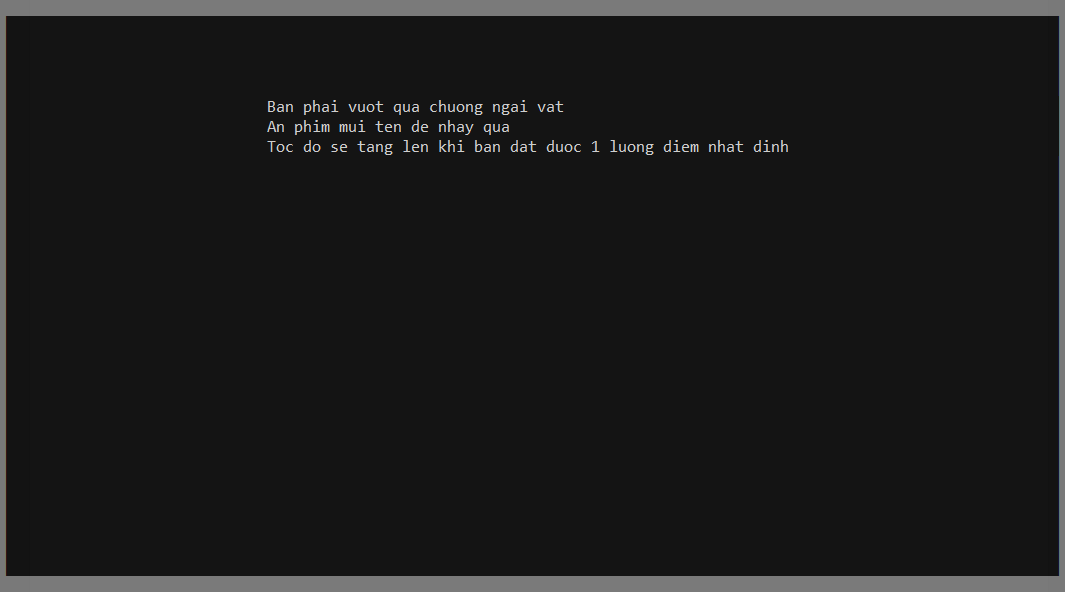 Ban phai vuot qua chuong ngai vat
An phim mui ten de nhay qua
Toc do se tang len khi ban dat duoc 1 luong diem nhat dinh